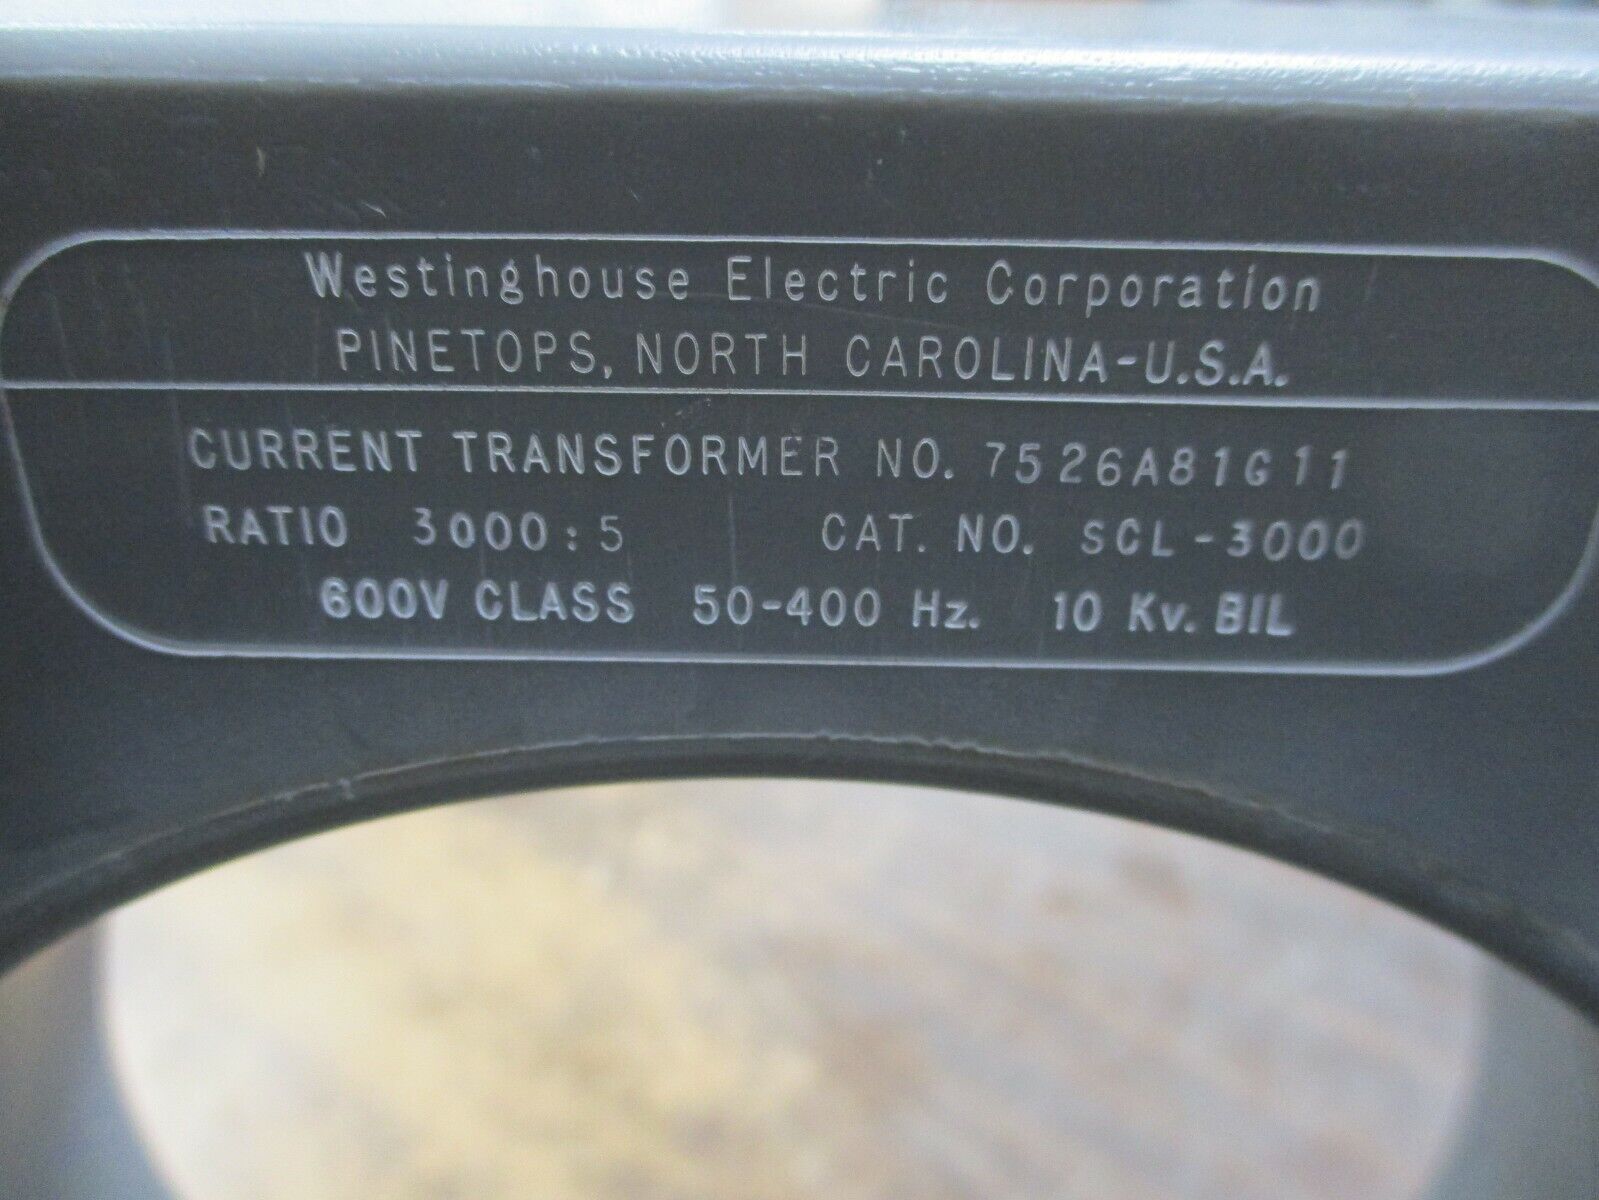 Westinghouse Electric Corporation
PINETOPS, NORTH CAROLINA-U.S.A.
CURRENT TRANSFORMER NO. 7526A81G11
RATIO 3000:5 CAT. NO. SCL-3000
600V CLASS 50-400 Hz. 10 Kv. BIL